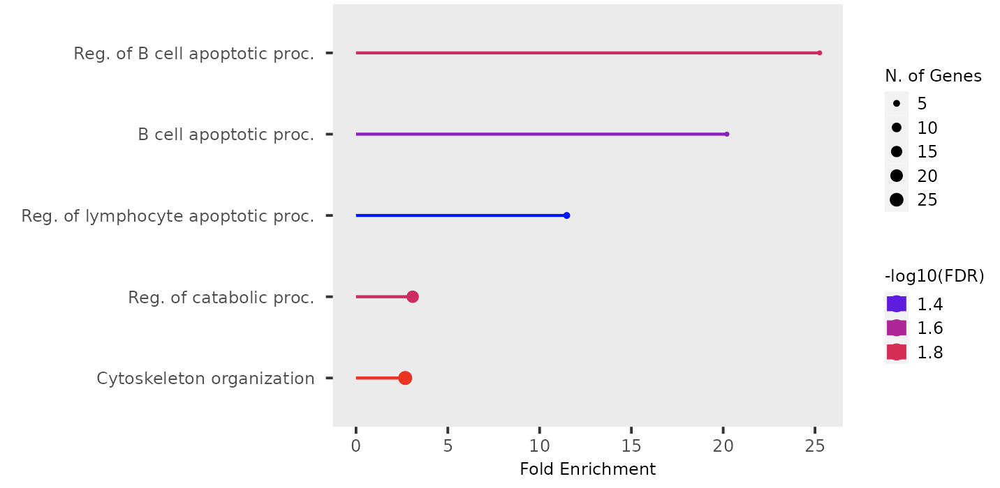 Reg. of B cell apoptotic proc.
B cell apoptotic proc.
Reg. of lymphocyte apoptotic proc.
Reg. of catabolic proc.
Cytoskeleton organization
0 5 10 15 20 25
Fold Enrichment
N. of Genes
5
10
15
20
25
-log10(FDR)
1.4
1.6
1.8